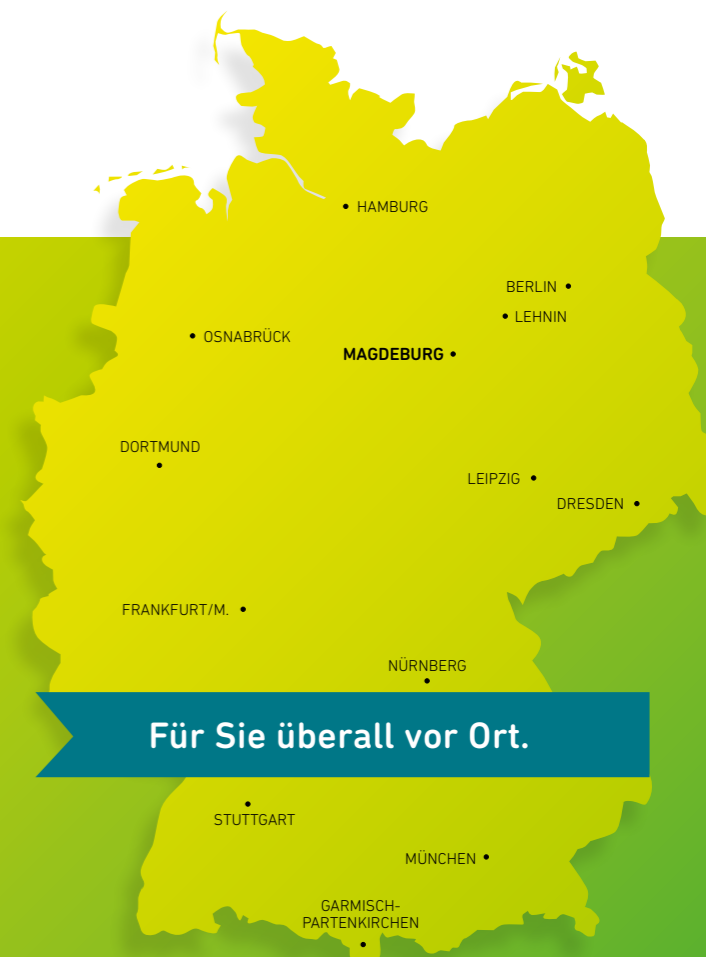 HAMBURG
BERLIN
LEHNIN
OSNABRÜCK
MAGDEBURG
DORTMUND
LEIPZIG
DRESDEN
FRANKFURT/M.
NÜRNBERG
Für Sie überall vor Ort.
STUTTGART
MÜNCHEN
GARMISCH-
PARTENKIRCHEN